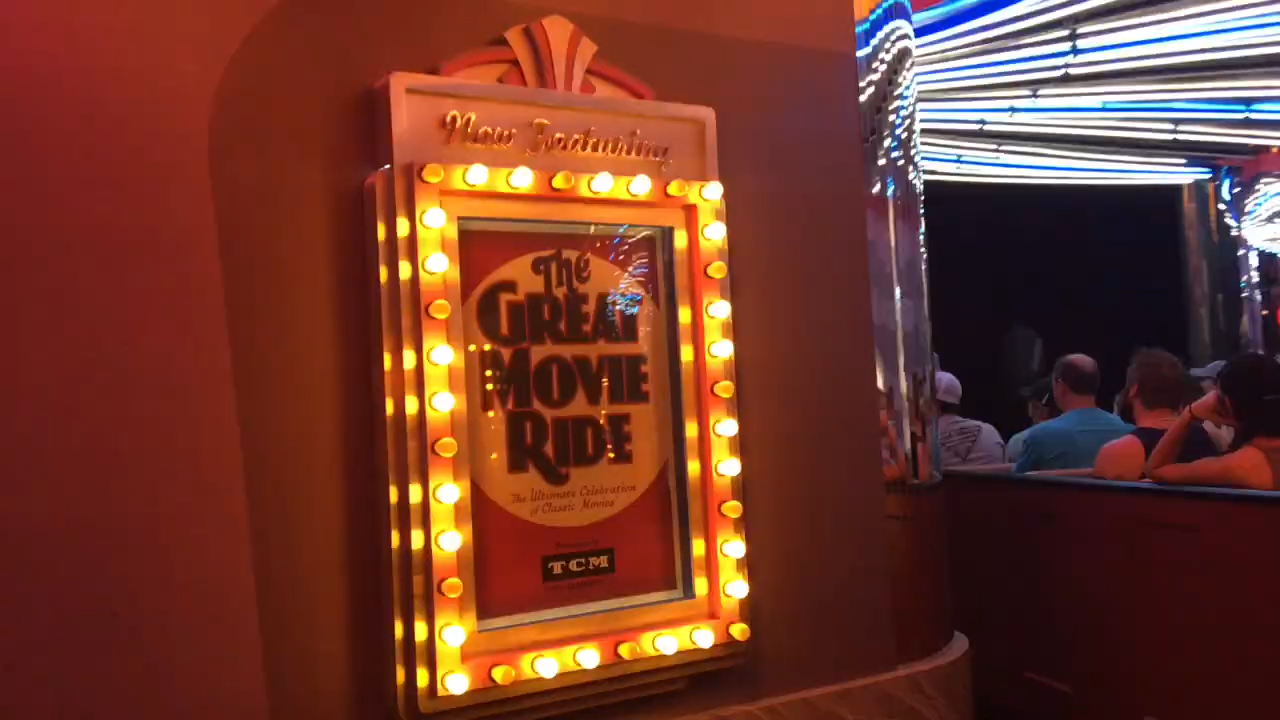 Now Featuring
The
GREAT
MOVIE
RIDE
The Ultimate Celebration
of Classic Movies
TCM